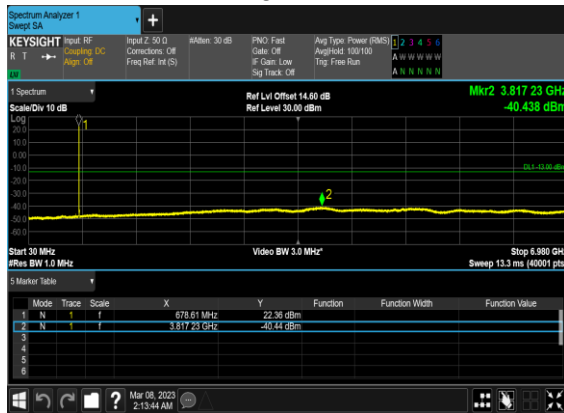 Spectrum Analyzer 1
Swept SA
KEYSIGHT Input: RF
R T Coupling: DC
Align: Off
Input Z: 50 Ω
Corrections: Off
Freq Ref: Int (S)
#Atten: 30 dB
PNO: Fast
Gate: Off
IF Gain: Low
Sig Track: Off
Avg Type: Power (RMS)
Avg|Hold: 100/100
Trig: Free Run
1 2 3 4 5 6
A W W W W W
A N N N N N
1 Spectrum
Scale/Div 10 dB
Ref Lvl Offset 14.60 dB
Ref Level 30.00 dBm
Mkr2 3.817 23 GHz
-40.438 dBm
Log
20.0
10.0
0.00
-10.0
-20.0
-30.0
-40.0
-50.0
-60.0
1
2
DL1 -13.00 dBm
Start 30 MHz
#Res BW 1.0 MHz
Video BW 3.0 MHz*
Stop 6.980 GHz
Sweep 13.3 ms (40001 pts)
5 Marker Table
Mode Trace Scale X Y Function Function Width Function Value
1 N 1 f 678.61 MHz 22.36 dBm
2 N 1 f 3.817 23 GHz -40.44 dBm
3
4
5
6
? Mar 08, 2023
2:13:44 AM